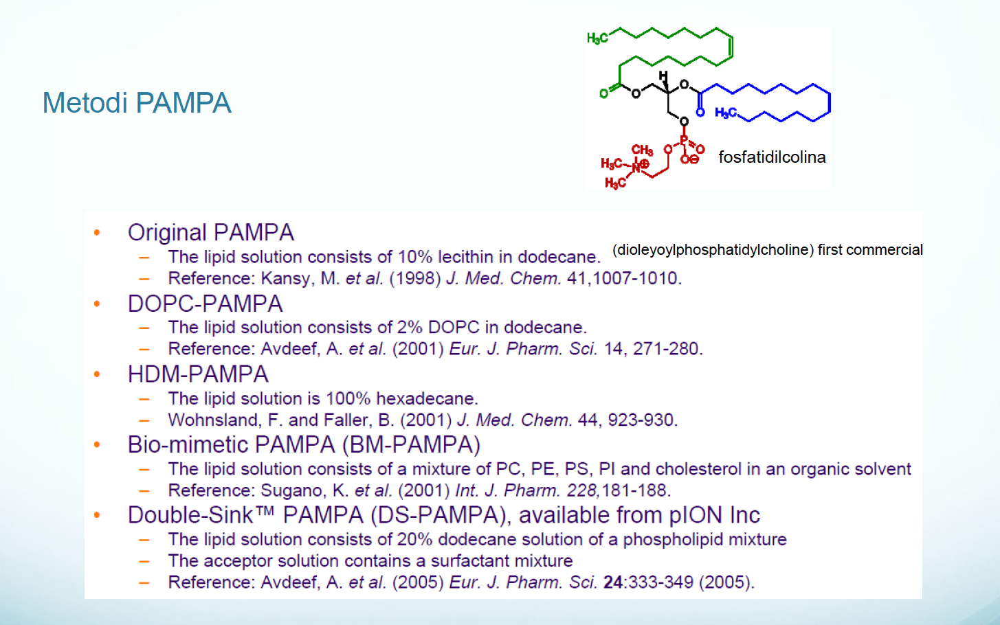 Metodi PAMPA
H₃C
O
O
H
O
O
H₃C
O
CH₃
O
P
O
O⊖
H₃C
N⊕
H₃C
fosfatidilcolina
• Original PAMPA
– The lipid solution consists of 10% lecithin in dodecane. (dioleyoylphosphatidylcholine) first commercial
– Reference: Kansy, M. et al. (1998) J. Med. Chem. 41,1007-1010.
• DOPC-PAMPA
– The lipid solution consists of 2% DOPC in dodecane.
– Reference: Avdeef, A. et al. (2001) Eur. J. Pharm. Sci. 14, 271-280.
• HDM-PAMPA
– The lipid solution is 100% hexadecane.
– Wohnsland, F. and Faller, B. (2001) J. Med. Chem. 44, 923-930.
• Bio-mimetic PAMPA (BM-PAMPA)
– The lipid solution consists of a mixture of PC, PE, PS, PI and cholesterol in an organic solvent
– Reference: Sugano, K. et al. (2001) Int. J. Pharm. 228,181-188.
• Double-Sink™ PAMPA (DS-PAMPA), available from pION Inc
– The lipid solution consists of 20% dodecane solution of a phospholipid mixture
– The acceptor solution contains a surfactant mixture
– Reference: Avdeef, A. et al. (2005) Eur. J. Pharm. Sci. 24:333-349 (2005).